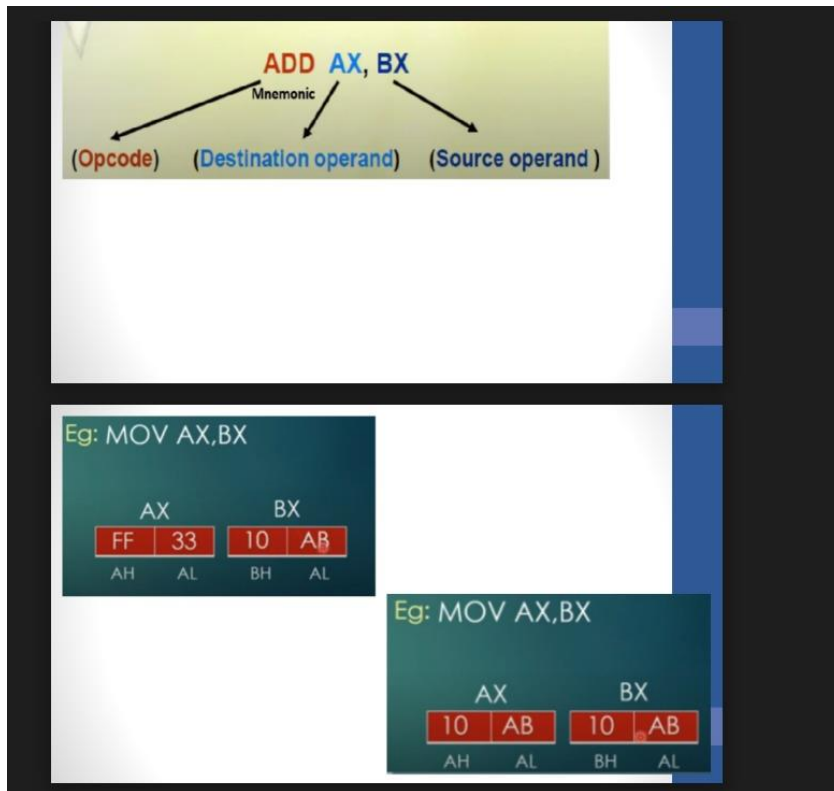 ADD AX, BX
Mnemonic
(Opcode) (Destination operand) (Source operand )
Eg: MOV AX,BX
AX BX
FF 33 10 AB
AH AL BH AL
Eg: MOV AX,BX
AX BX
10 AB 10 AB
AH AL BH AL